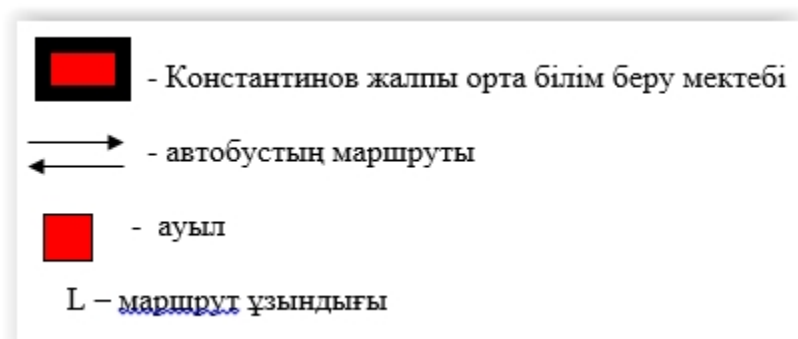 - Константинов жалпы орта білім беру мектебі
- автобустың маршруты
- ауыл
L – маршрут ұзындығы